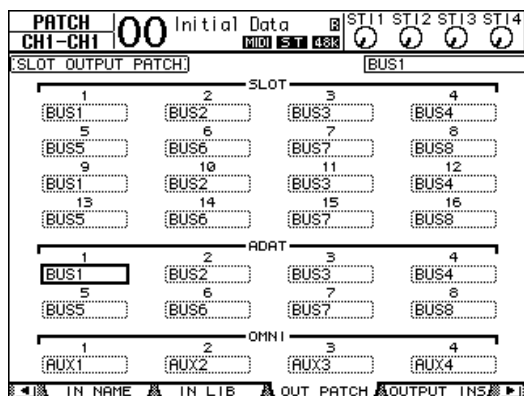 PATCH 00 Initial Data R ST11 ST12 ST13 ST14
CH1-CH1 MIDI ST 48K
SLOT OUTPUT PATCH BUS1
SLOT
1 2 3 4
BUS1 BUS2 BUS3 BUS4
5 6 7 8
BUS5 BUS6 BUS7 BUS8
9 10 11 12
BUS1 BUS2 BUS3 BUS4
13 14 15 16
BUS5 BUS6 BUS7 BUS8
ADAT
1 2 3 4
BUS1 BUS2 BUS3 BUS4
5 6 7 8
BUS5 BUS6 BUS7 BUS8
OMNI
1 2 3 4
AUX1 AUX2 AUX3 AUX4
IN NAME IN LIB OUT PATCH OUTPUT INS